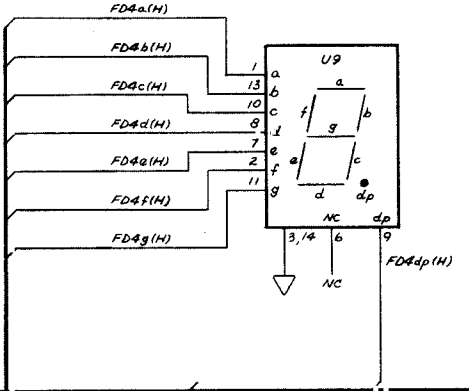 FD4a(H)
U9
1 a
a
FD4b(H)
13 b
f b
FD4c(H)
10 c
g
FD4d(H)
8 d
FD4e(H)
7 e
e c
2 f
d dp
FD4f(H)
11 g
NC dp
FD4g(H)
3,14 6 9
FD4dp(H)
NC